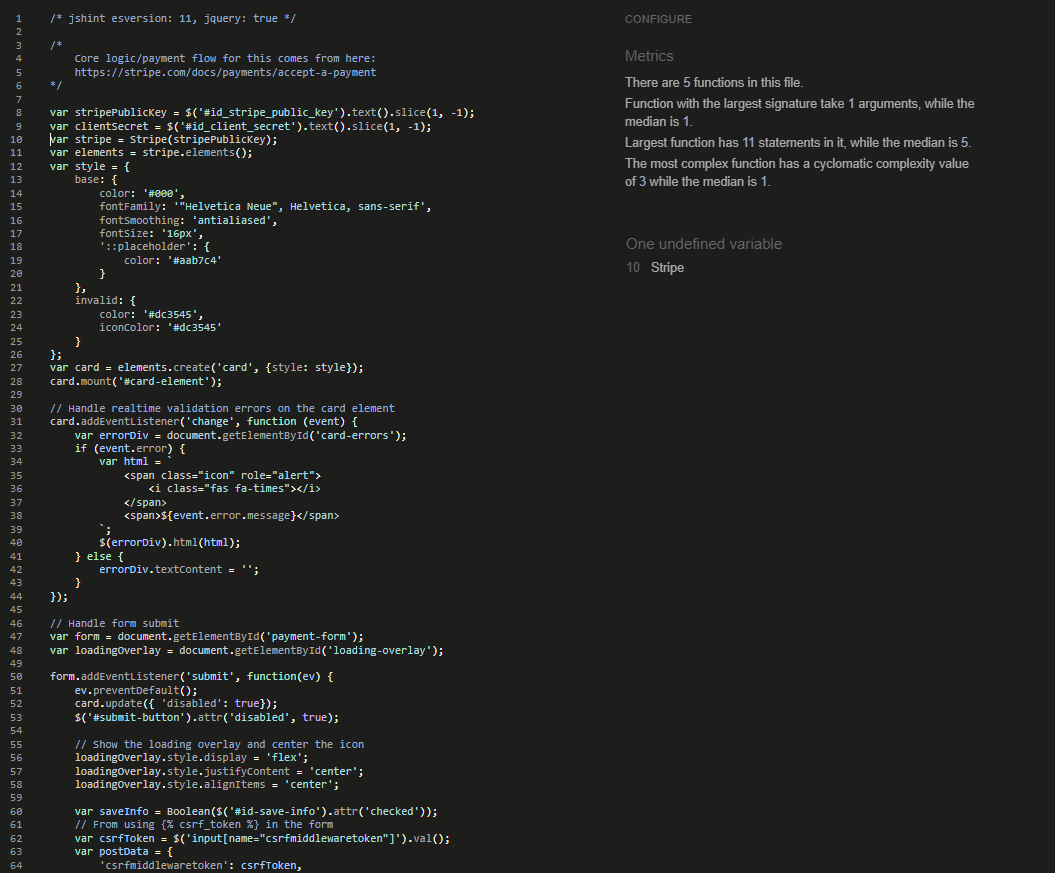 1 /* jshint esversion: 11, jquery: true */
2
3 /*
4     Core logic/payment flow for this comes from here:
5     https://stripe.com/docs/payments/accept-a-payment
6 */
7
8 var stripePublicKey = $('#id_stripe_public_key').text().slice(1, -1);
9 var clientSecret = $('#id_client_secret').text().slice(1, -1);
10 var stripe = Stripe(stripePublicKey);
11 var elements = stripe.elements();
12 var style = {
13     base: {
14         color: '#000',
15         fontFamily: '"Helvetica Neue", Helvetica, sans-serif',
16         fontSmoothing: 'antialiased',
17         fontSize: '16px',
18         '::placeholder': {
19             color: '#aab7c4'
20         }
21     },
22     invalid: {
23         color: '#dc3545',
24         iconColor: '#dc3545'
25     }
26 };
27 var card = elements.create('card', {style: style});
28 card.mount('#card-element');
29
30 // Handle realtime validation errors on the card element
31 card.addEventListener('change', function (event) {
32     var errorDiv = document.getElementById('card-errors');
33     if (event.error) {
34         var html = `
35             <span class="icon" role="alert">
36                 <i class="fas fa-times"></i>
37             </span>
38             <span>${event.error.message}</span>
39         `;
40         $(errorDiv).html(html);
41     } else {
42         errorDiv.textContent = '';
43     }
44 });
45
46 // Handle form submit
47 var form = document.getElementById('payment-form');
48 var loadingOverlay = document.getElementById('loading-overlay');
49
50 form.addEventListener('submit', function(ev) {
51     ev.preventDefault();
52     card.update({ 'disabled': true});
53     $('#submit-button').attr('disabled', true);
54
55     // Show the loading overlay and center the icon
56     loadingOverlay.style.display = 'flex';
57     loadingOverlay.style.justifyContent = 'center';
58     loadingOverlay.style.alignItems = 'center';
59
60     var saveInfo = Boolean($('#id-save-info').attr('checked'));
61     // From using {% csrf_token %} in the form
62     var csrfToken = $('input[name="csrfmiddlewaretoken"]').val();
63     var postData = {
64         'csrfmiddlewaretoken': csrfToken,
CONFIGURE
Metrics
There are 5 functions in this file.
Function with the largest signature take 1 arguments, while the
median is 1.
Largest function has 11 statements in it, while the median is 5.
The most complex function has a cyclomatic complexity value
of 3 while the median is 1.
One undefined variable
10 Stripe